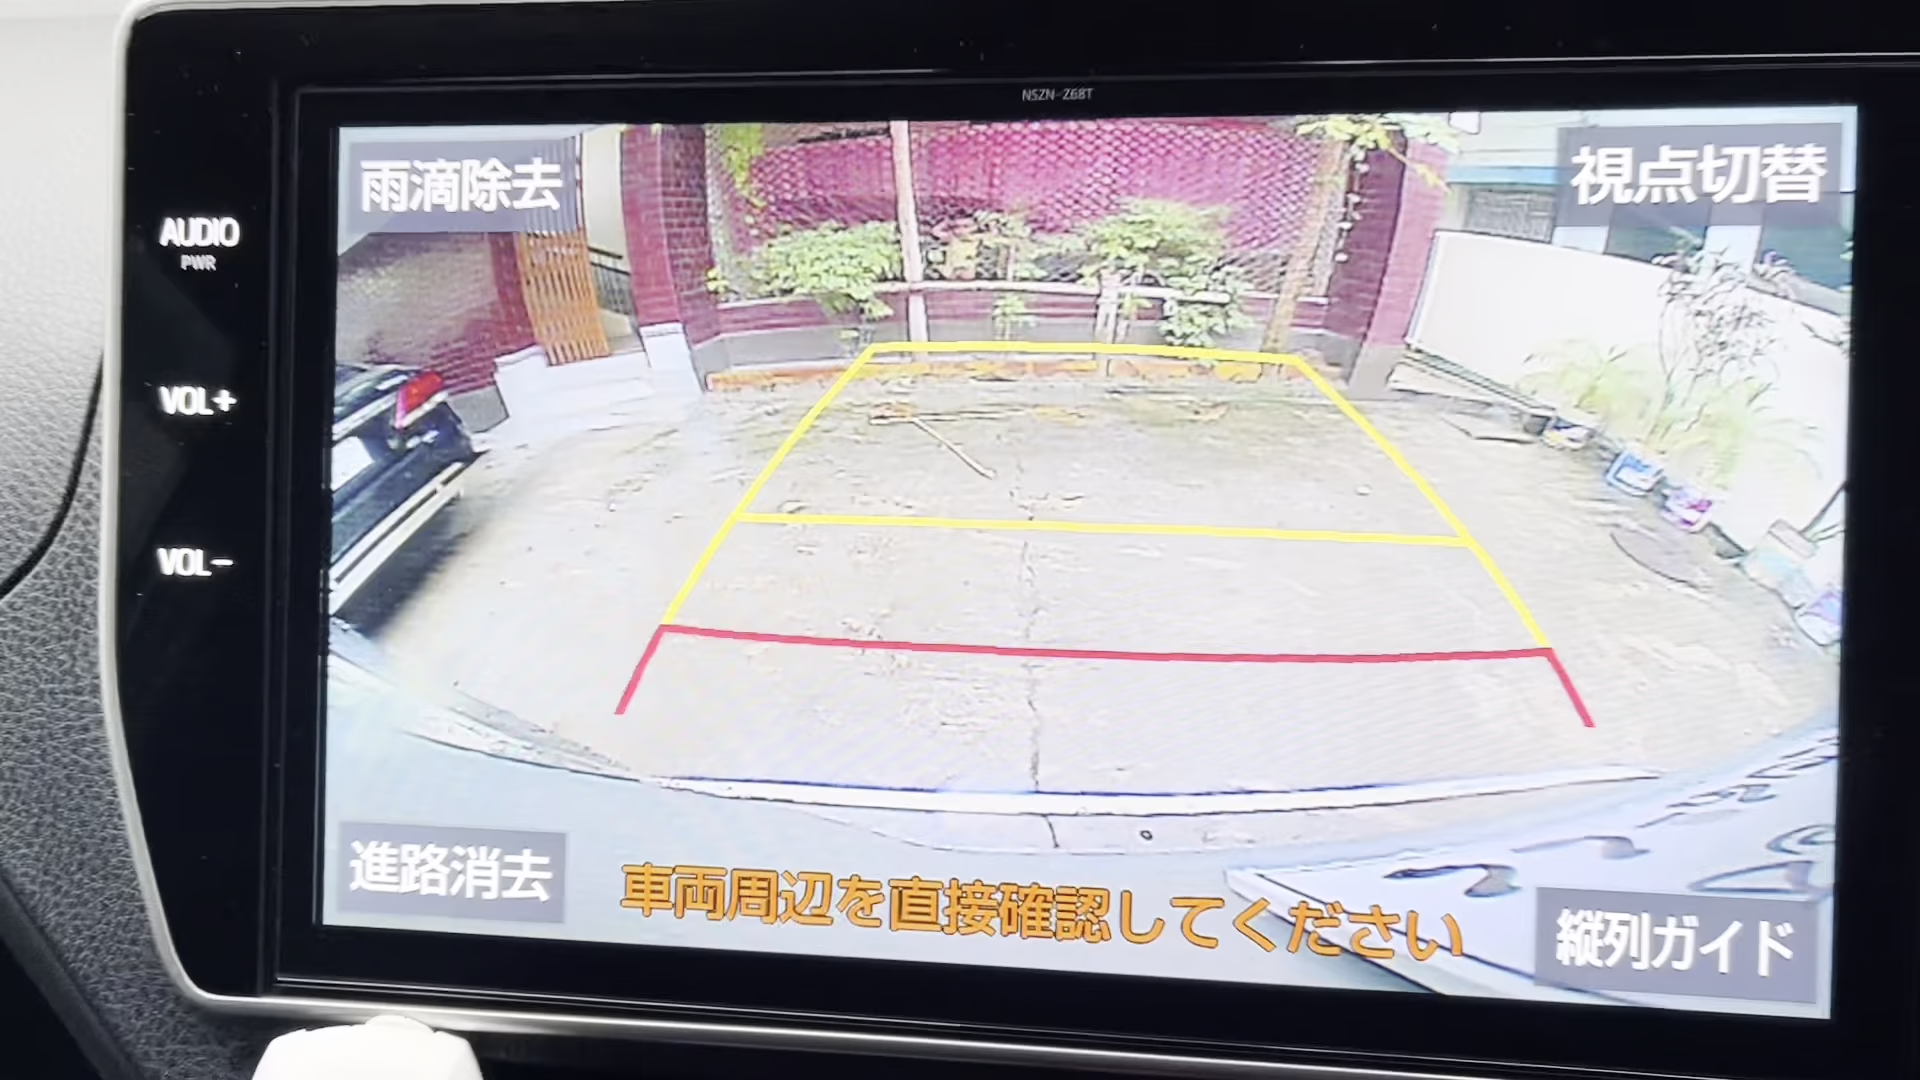 NSZN-Z68T
雨滴除去
視点切替
AUDIO
PWR
VOL+
VOL-
進路消去
車両周辺を直接確認してください
縦列ガイド